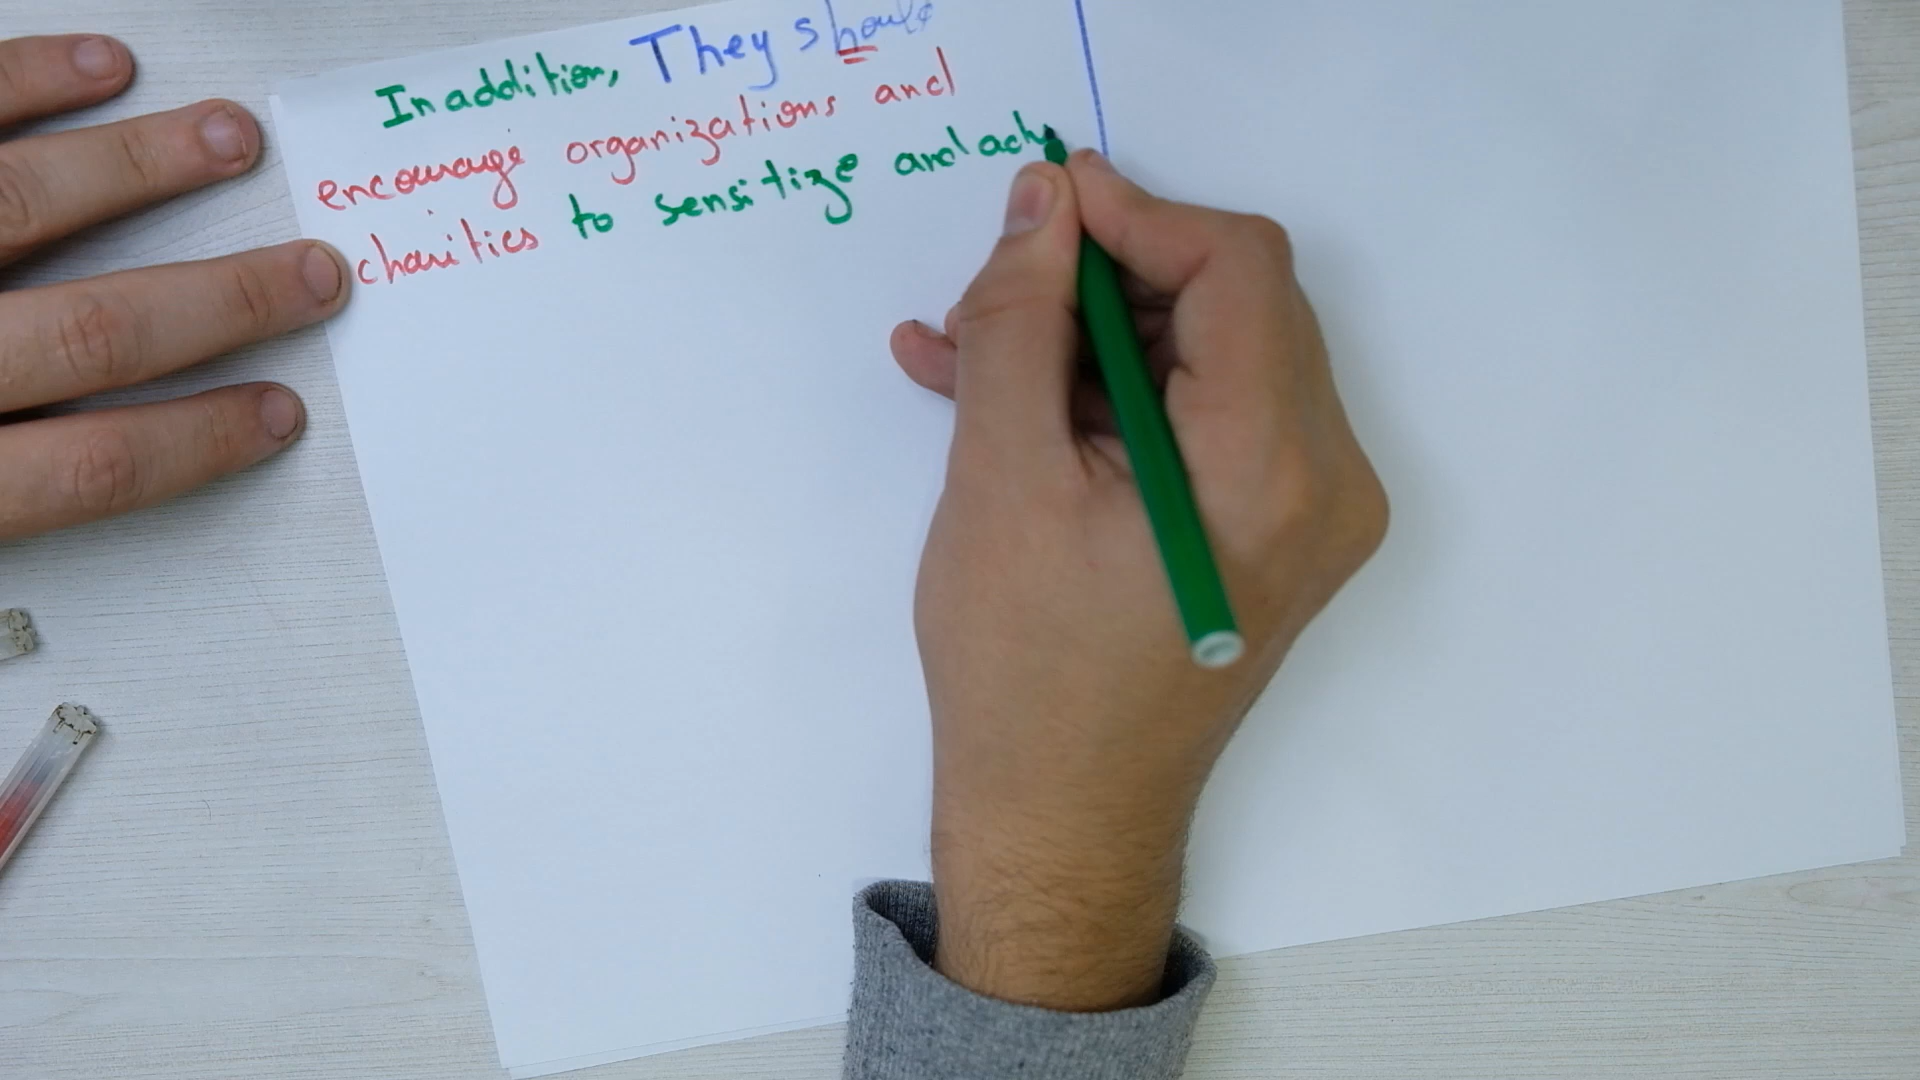 In addition, They should
encourage organizations and
charities to sensitize and